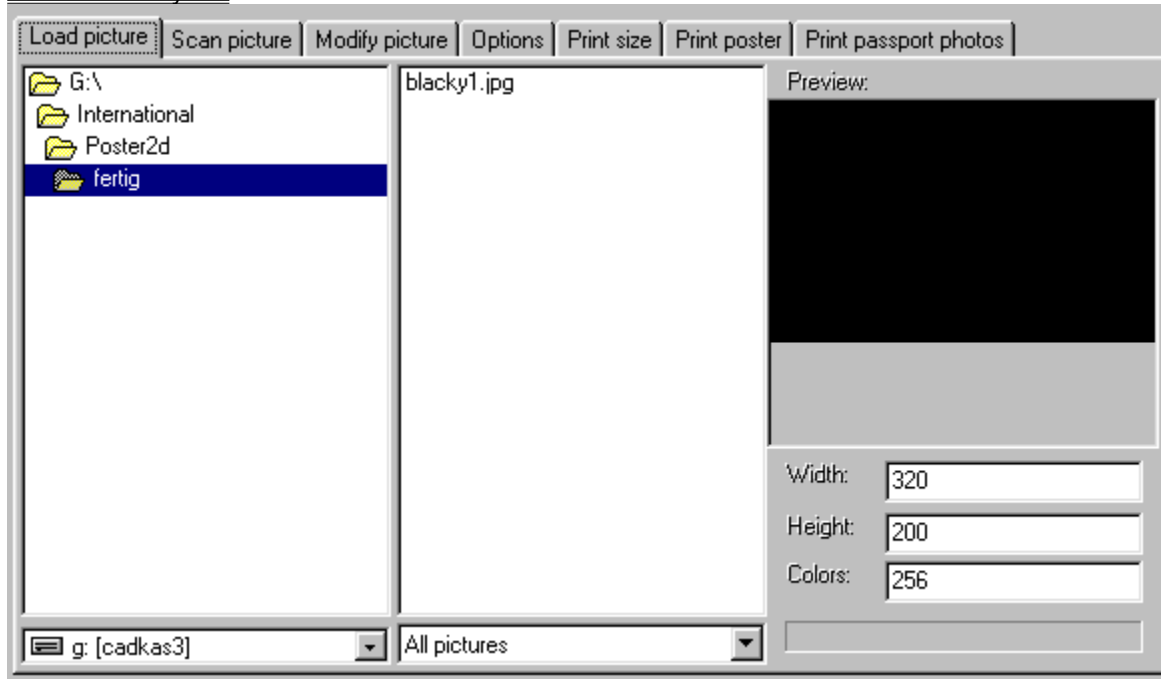 Load picture Scan picture Modify picture Options Print size Print poster Print passport photos
G:\
International
Poster2d
fertig
blacky1.jpg
Preview:
Width: 320
Height: 200
Colors: 256
g: [cadkas3]
All pictures